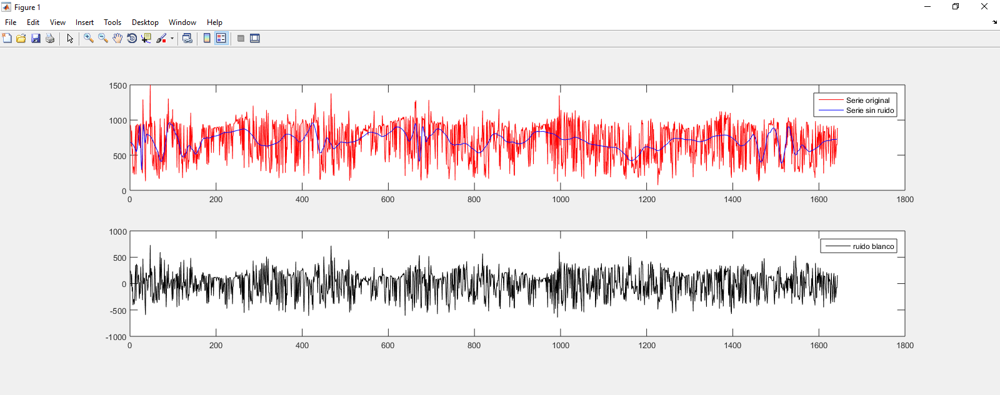 Figure 1
File Edit View Insert Tools Desktop Window Help
1500
1000
500
0
0 200 400 600 800 1000 1200 1400 1600 1800
Serie original
Serie sin ruido
1000
500
0
-500
-1000
0 200 400 600 800 1000 1200 1400 1600 1800
ruido blanco